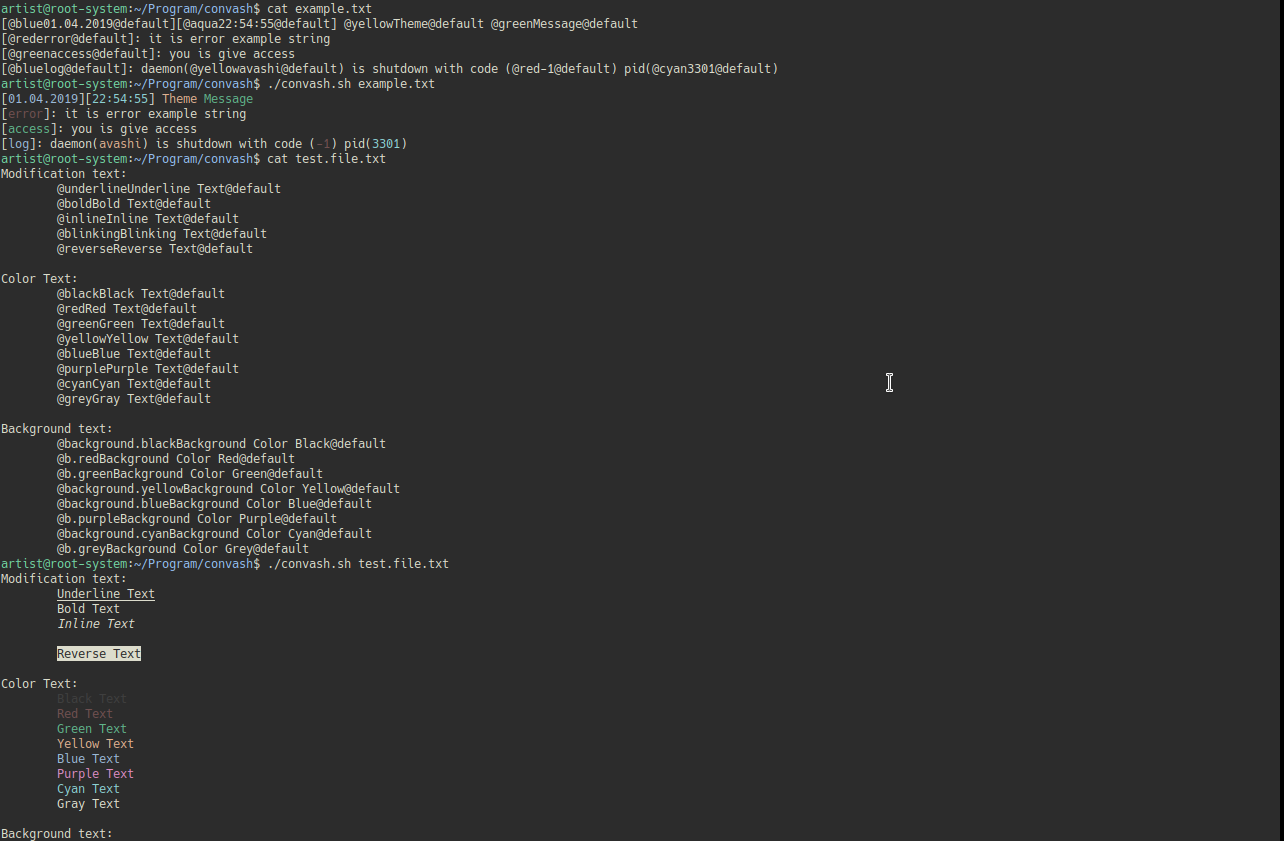 artist@root-system:~/Program/convash$ cat example.txt
[@blue01.04.2019@default][@aqua22:54:55@default] @yellowTheme@default @greenMessage@default
[@rederror@default]: it is error example string
[@greenaccess@default]: you is give access
[@bluelog@default]: daemon(@yellowavashi@default) is shutdown with code (@red-1@default) pid(@cyan3301@default)
artist@root-system:~/Program/convash$ ./convash.sh example.txt
[01.04.2019][22:54:55] Theme Message
[error]: it is error example string
[access]: you is give access
[log]: daemon(avashi) is shutdown with code (-1) pid(3301)
artist@root-system:~/Program/convash$ cat test.file.txt
Modification text:
@underlineUnderline Text@default
@boldBold Text@default
@inlineInline Text@default
@blinkingBlinking Text@default
@reverseReverse Text@default
Color Text:
@blackBlack Text@default
@redRed Text@default
@greenGreen Text@default
@yellowYellow Text@default
@blueBlue Text@default
@purplePurple Text@default
@cyanCyan Text@default
@greyGray Text@default
Background text:
@background.blackBackground Color Black@default
@b.redBackground Color Red@default
@b.greenBackground Color Green@default
@background.yellowBackground Color Yellow@default
@background.blueBackground Color Blue@default
@b.purpleBackground Color Purple@default
@background.cyanBackground Color Cyan@default
@b.greyBackground Color Grey@default
artist@root-system:~/Program/convash$ ./convash.sh test.file.txt
Modification text:
Underline Text
Bold Text
Inline Text
Reverse Text
Color Text:
Black Text
Red Text
Green Text
Yellow Text
Blue Text
Purple Text
Cyan Text
Gray Text
Background text: